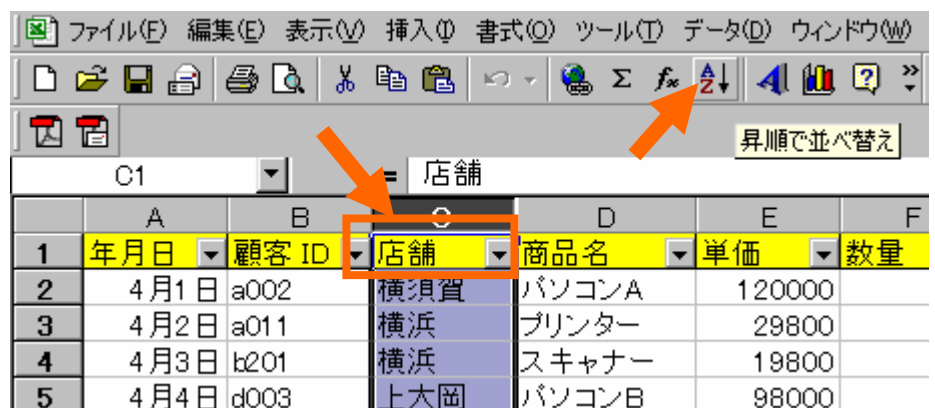 ファイル(F) 編集(E) 表示(V) 挿入(I) 書式(O) ツール(T) データ(D) ウィンドウ(W)
昇順で並べ替え
C1 = 店舗
A B C D E F
1 年月日 顧客 ID 店舗 商品名 単価 数量
2 4月1日 a002 横須賀 パソコンA 120000
3 4月2日 a011 横浜 プリンター 29800
4 4月3日 b201 横浜 スキャナー 19800
5 4月4日 d003 上大岡 パソコンB 98000